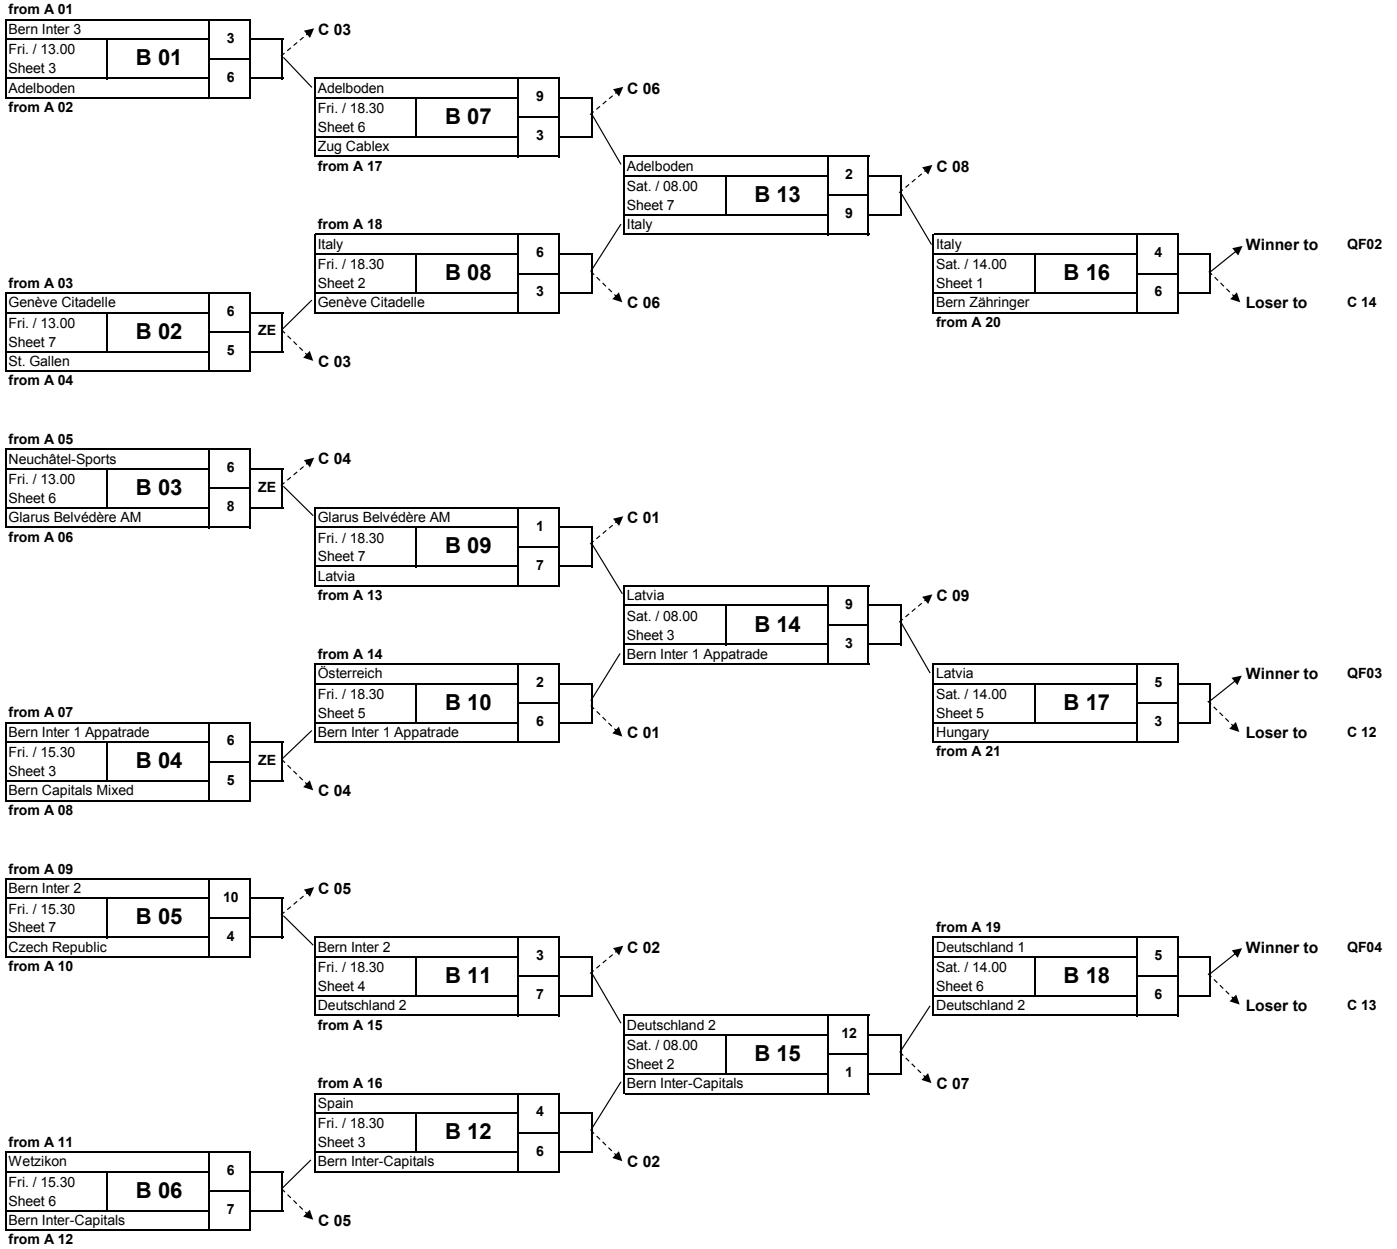 from A 01
Bern Inter 3
3
Fri. / 13.00
Sheet 3
B 01
6
Adelboden
from A 02
C 03
Adelboden
9
Fri. / 18.30
Sheet 6
B 07
3
Zug Cablex
from A 17
C 06
Adelboden
2
Sat. / 08.00
Sheet 7
B 13
9
Italy
C 08
from A 18
Italy
6
Fri. / 18.30
Sheet 2
B 08
3
Genève Citadelle
C 06
Italy
4
Sat. / 14.00
Sheet 1
B 16
6
Bern Zähringer
from A 20
Winner to QF02
Loser to C 14
from A 03
Genève Citadelle
6
Fri. / 13.00
Sheet 7
B 02
ZE
5
St. Gallen
from A 04
C 03
from A 05
Neuchâtel-Sports
6
Fri. / 13.00
Sheet 6
B 03
ZE
8
Glarus Belvédère AM
from A 06
C 04
Glarus Belvédère AM
1
Fri. / 18.30
Sheet 7
B 09
7
Latvia
from A 13
C 01
Latvia
9
Sat. / 08.00
Sheet 3
B 14
3
Bern Inter 1 Appatrade
C 09
from A 14
Österreich
2
Fri. / 18.30
Sheet 5
B 10
6
Bern Inter 1 Appatrade
C 01
Latvia
5
Sat. / 14.00
Sheet 5
B 17
3
Hungary
from A 21
Winner to QF03
Loser to C 12
from A 07
Bern Inter 1 Appatrade
6
Fri. / 15.30
Sheet 3
B 04
ZE
5
Bern Capitals Mixed
from A 08
C 04
from A 09
Bern Inter 2
10
Fri. / 15.30
Sheet 7
B 05
4
Czech Republic
from A 10
C 05
Bern Inter 2
3
Fri. / 18.30
Sheet 4
B 11
7
Deutschland 2
from A 15
C 02
from A 19
Deutschland 1
5
Sat. / 14.00
Sheet 6
B 18
6
Deutschland 2
Winner to QF04
Loser to C 13
Deutschland 2
12
Sat. / 08.00
Sheet 2
B 15
1
Bern Inter-Capitals
C 07
from A 16
Spain
4
Fri. / 18.30
Sheet 3
B 12
6
Bern Inter-Capitals
C 02
from A 11
Wetzikon
6
Fri. / 15.30
Sheet 6
B 06
7
Bern Inter-Capitals
from A 12
C 05